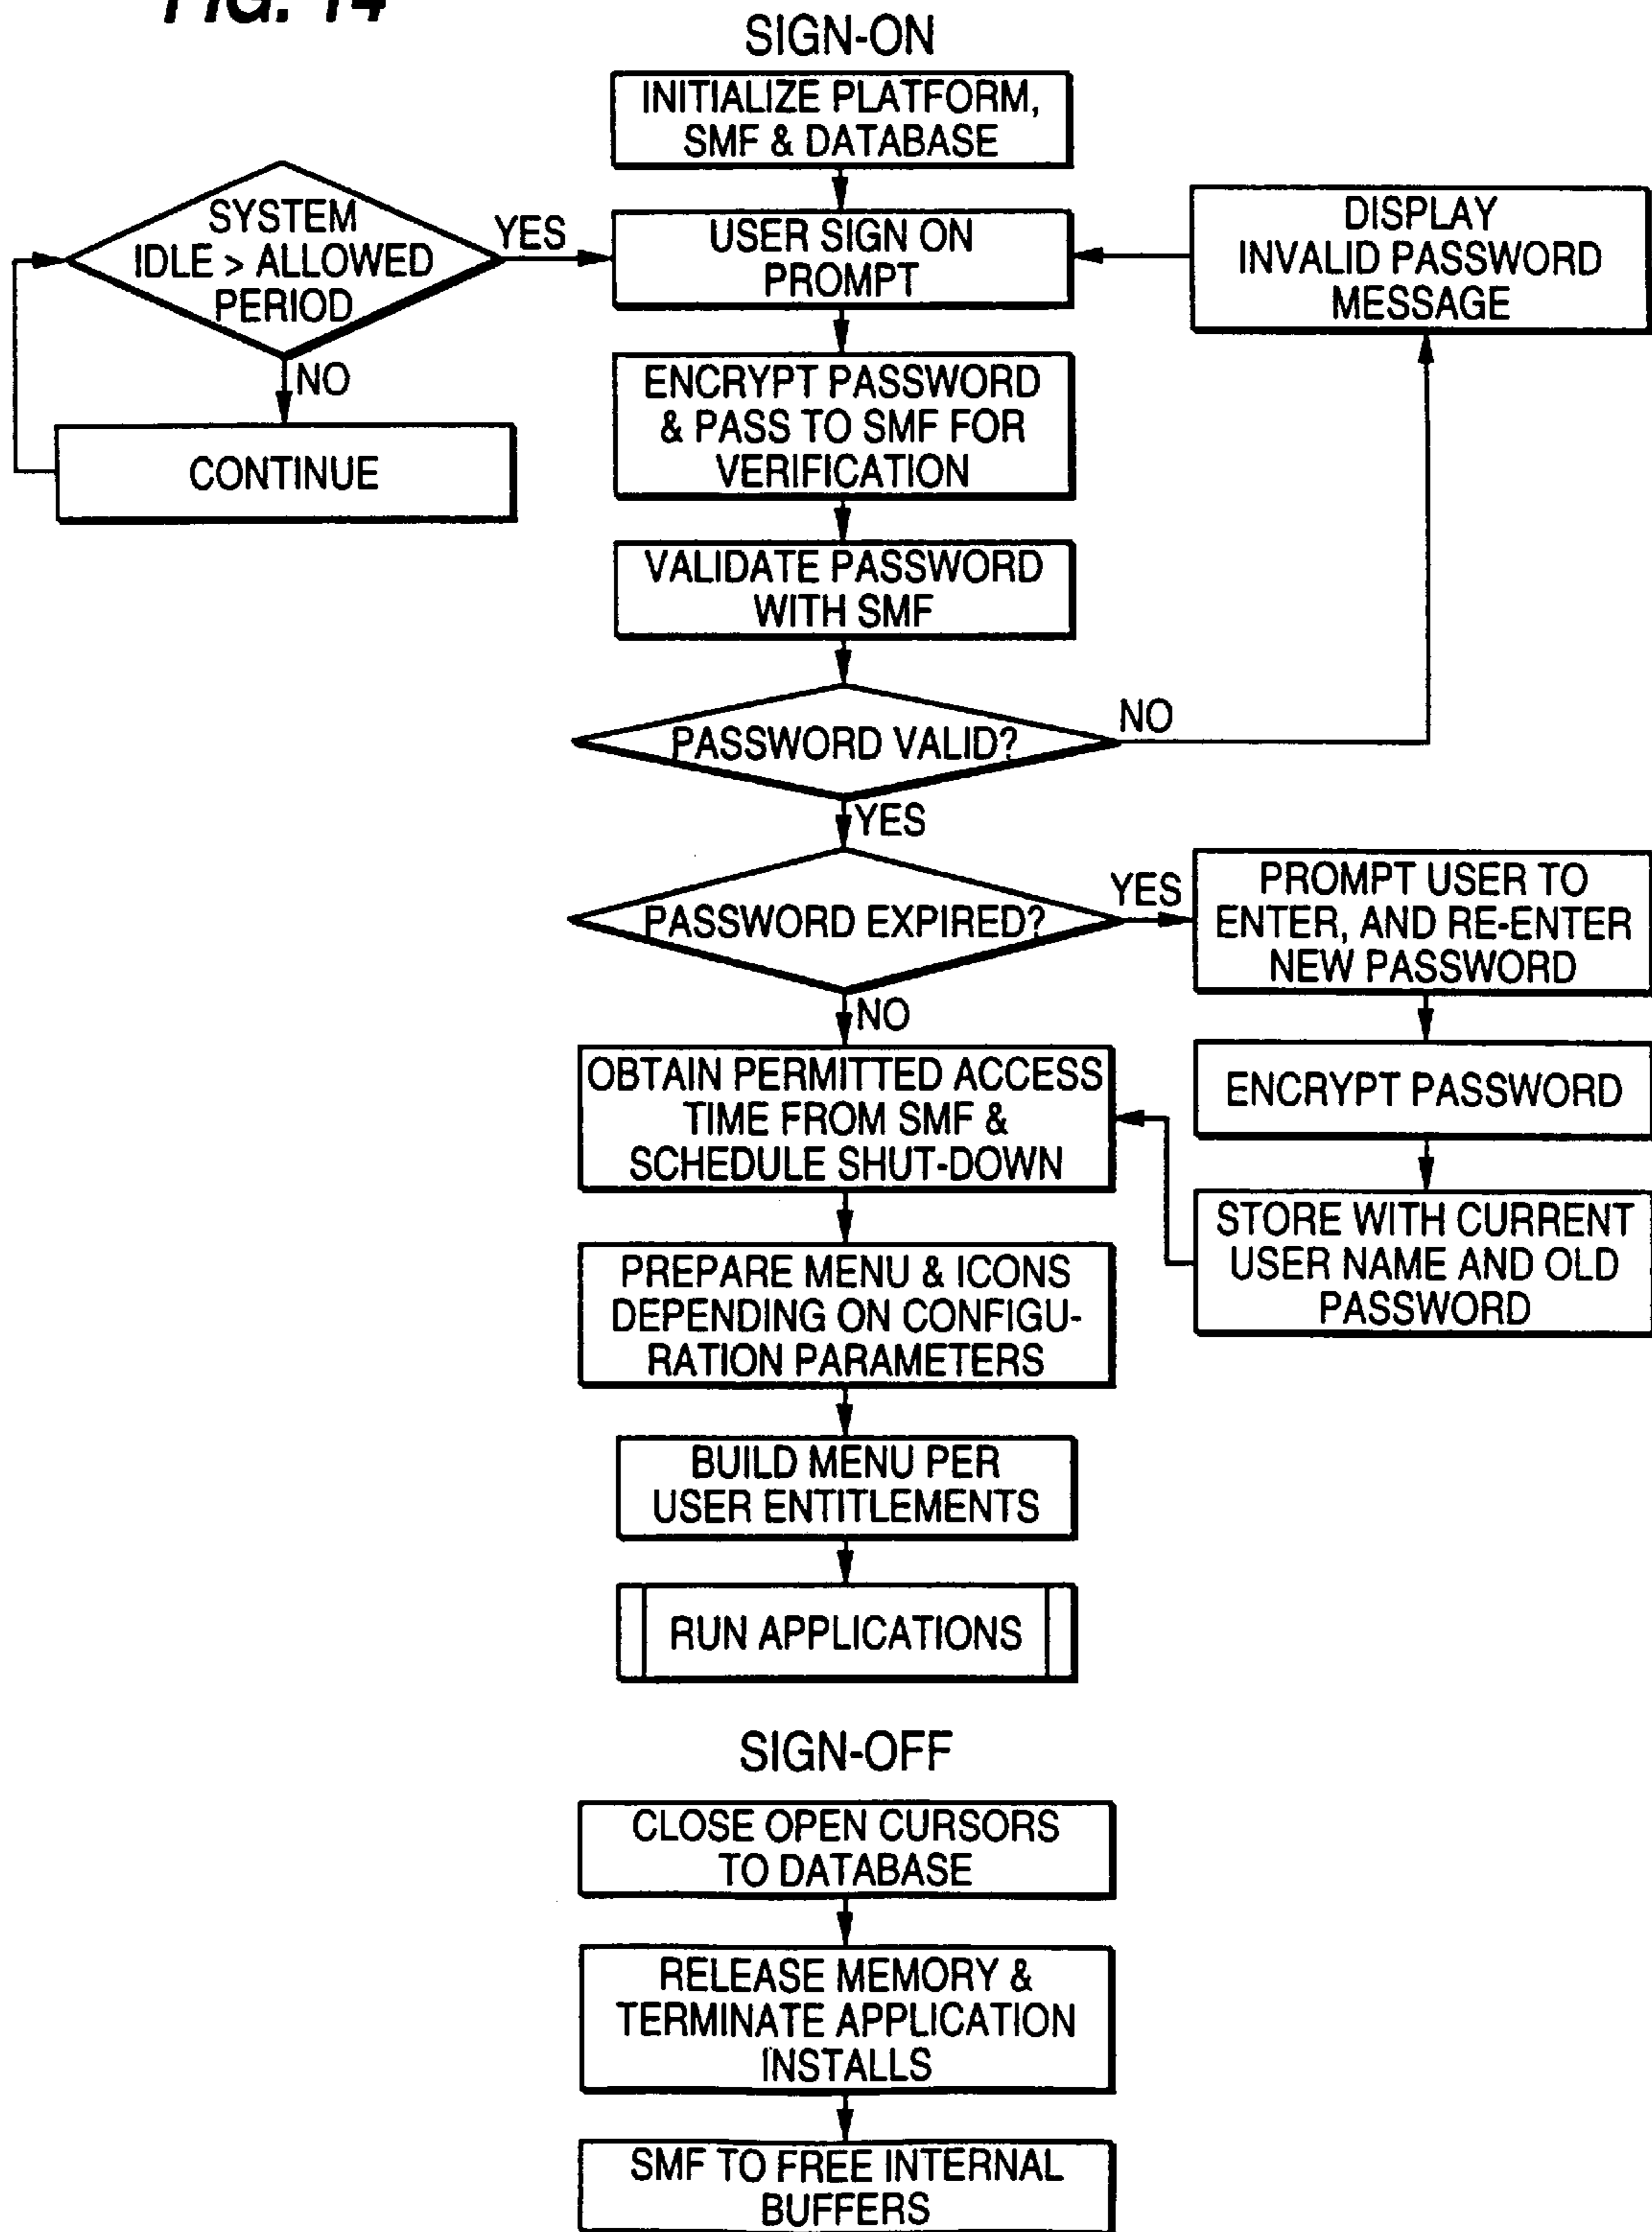 FIG. 14
SIGN-ON
INITIALIZE PLATFORM,
SMF & DATABASE
SYSTEM
IDLE > ALLOWED
PERIOD
YES
USER SIGN ON
PROMPT
DISPLAY
INVALID PASSWORD
MESSAGE
NO
CONTINUE
ENCRYPT PASSWORD
& PASS TO SMF FOR
VERIFICATION
VALIDATE PASSWORD
WITH SMF
PASSWORD VALID?
NO
YES
PASSWORD EXPIRED?
YES
PROMPT USER TO
ENTER, AND RE-ENTER
NEW PASSWORD
NO
ENCRYPT PASSWORD
OBTAIN PERMITTED ACCESS
TIME FROM SMF &
SCHEDULE SHUT-DOWN
STORE WITH CURRENT
USER NAME AND OLD
PASSWORD
PREPARE MENU & ICONS
DEPENDING ON CONFIGU-
RATION PARAMETERS
BUILD MENU PER
USER ENTITLEMENTS
RUN APPLICATIONS
SIGN-OFF
CLOSE OPEN CURSORS
TO DATABASE
RELEASE MEMORY &
TERMINATE APPLICATION
INSTALLS
SMF TO FREE INTERNAL
BUFFERS